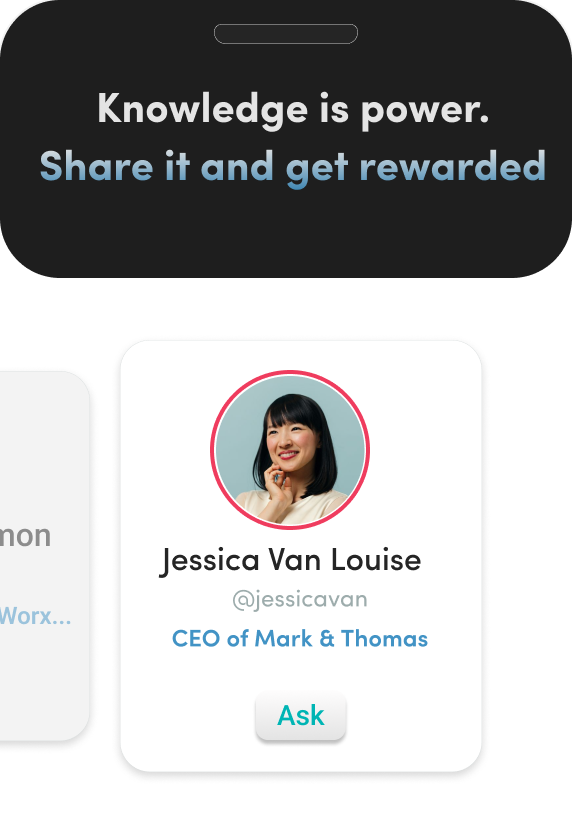 Knowledge is power.
Share it and get rewarded
mon
Worx...
Jessica Van Louise
@jessicavan
CEO of Mark & Thomas
Ask